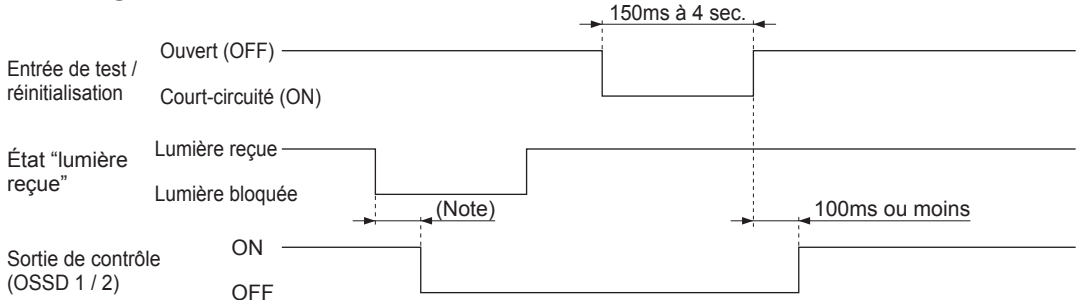 150ms à 4 sec.
Entrée de test /
réinitialisation
Ouvert (OFF)
Court-circuité (ON)
État “lumière
reçue”
Lumière reçue
Lumière bloquée
(Note)
100ms ou moins
Sortie de contrôle
(OSSD 1 / 2)
ON
OFF